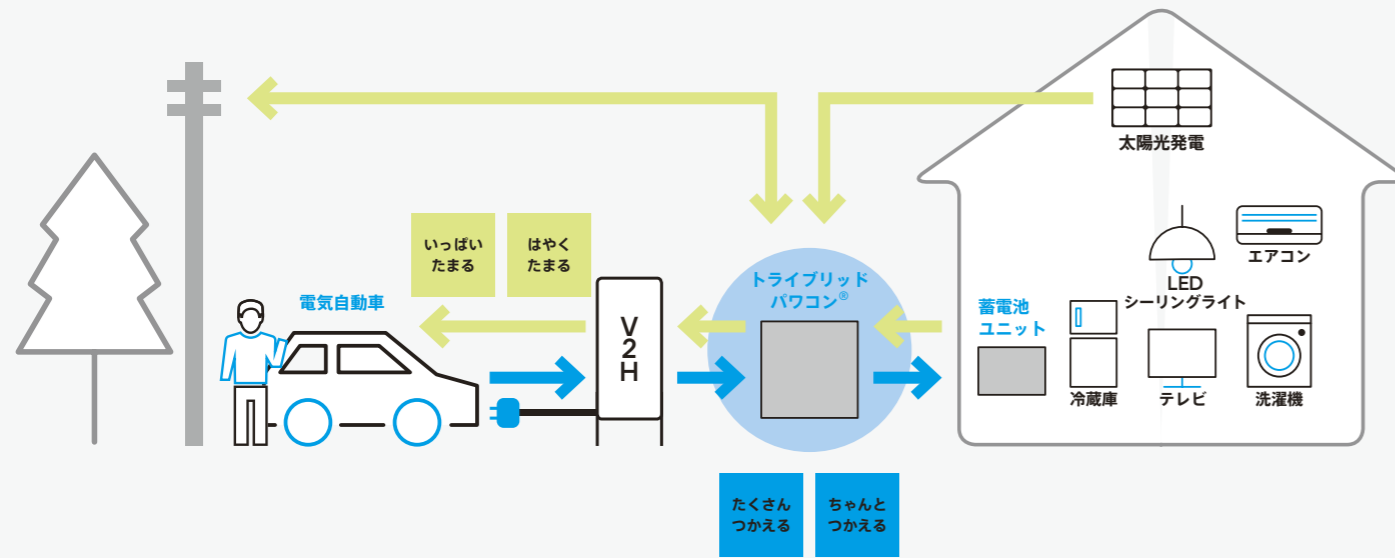 太陽光発電
いっぱい
たまる
はやく
たまる
電気自動車
V
2
H
トライブリッド
パワコン®
蓄電池
ユニット
LED
シーリングライト
エアコン
冷蔵庫
テレビ
洗濯機
たくさん
つかえる
ちゃんと
つかえる